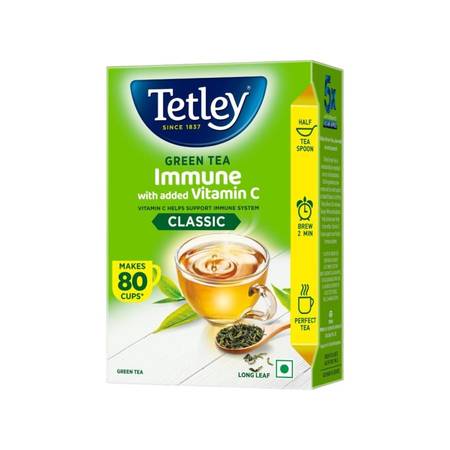 Tetley
SINCE 1837
GREEN TEA
Immune
with added Vitamin C
VITAMIN C HELPS SUPPORT IMMUNE SYSTEM
CLASSIC
MAKES
80
CUPS*
GREEN TEA
LONG LEAF
5X
HALF
TEA
SPOON
BREW
2 MIN
PERFECT
TEA